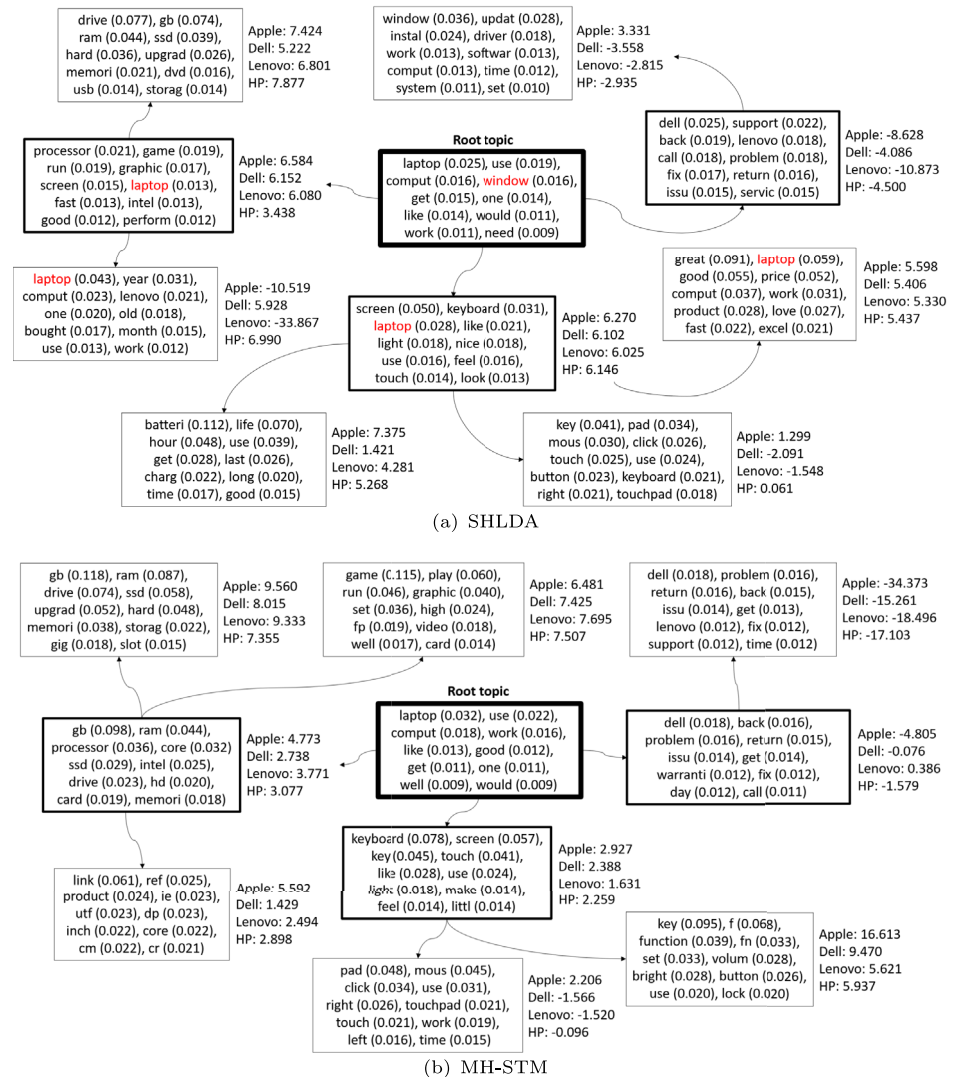 drive (0.077), gb (0.074),
ram (0.044), ssd (0.039),
hard (0.036), upgrad (0.026),
memori (0.021), dvd (0.016),
usb (0.014), storag (0.014)
Apple: 7.424
Dell: 5.222
Lenovo: 6.801
HP: 7.877
window (0.036), updat (0.028),
instal (0.024), driver (0.018),
work (0.013), softwar (0.013),
comput (0.013), time (0.012),
system (0.011), set (0.010)
Apple: 3.331
Dell: -3.558
Lenovo: -2.815
HP: -2.935
processor (0.021), game (0.019),
run (0.019), graphic (0.017),
screen (0.015), laptop (0.013),
fast (0.013), intel (0.013),
good (0.012), perform (0.012)
Apple: 6.584
Dell: 6.152
Lenovo: 6.080
HP: 3.438
Root topic
laptop (0.025), use (0.019),
comput (0.016), window (0.016),
get (0.015), one (0.014)
like (0.014), would (0.011),
work (0.011), need (0.009)
dell (0.025), support (0.022),
back (0.019), lenovo (0.018),
call (0.018), problem (0.018),
fix (0.017), return (0.016),
issu (0.015), servic (0.015)
Apple: -8.628
Dell: -4.086
Lenovo: -10.873
HP: -4.500
laptop (0.043), year (0.031),
comput (0.023), lenovo (0.021),
one (0.020), old (0.018),
bought (0.017), month (0.015),
use (0.013), work (0.012)
Apple: -10.519
Dell: 5.928
Lenovo: -33.867
HP: 6.990
screen (0.050), keyboard (0.031),
laptop (0.028), like (0.021),
light (0.018), nice (0.018),
use (0.016), feel (0.016),
touch (0.014), look (0.013)
Apple: 6.270
Dell: 6.102
Lenovo: 6.025
HP: 6.146
great (0.091), laptop (0.059),
good (0.055), price (0.052),
comput (0.037), work (0.031),
product (0.028), love (0.027),
fast (0.022), excel (0.021)
Apple: 5.598
Dell: 5.406
Lenovo: 5.330
HP: 5.437
batteri (0.112), life (0.070),
hour (0.048), use (0.039),
get (0.028), last (0.026),
charg (0.022), long (0.020),
time (0.017), good (0.015)
Apple: 7.375
Dell: 1.421
Lenovo: 4.281
HP: 5.268
key (0.041), pad (0.034),
mous (0.030), click (0.026),
touch (0.025), use (0.024),
button (0.023), keyboard (0.021),
right (0.021), touchpad (0.018)
Apple: 1.299
Dell: -2.091
Lenovo: -1.548
HP: 0.061
(a) SHLDA
gb (0.118), ram (0.087),
drive (0.074), ssd (0.058),
upgrad (0.052), hard (0.048),
memori (0.038), storag (0.022),
gig (0.018), slot (0.015)
Apple: 9.560
Dell: 8.015
Lenovo: 9.333
HP: 7.355
game (0.115), play (0.060),
run (0.046), graphic (0.040),
set (0.036), high (0.024),
fp (0.019), video (0.018),
well (0.017), card (0.014)
Apple: 6.481
Dell: 7.425
Lenovo: 7.695
HP: 7.507
dell (0.018), problem (0.016),
return (0.016), back (0.015),
issu (0.014), get (0.013),
lenovo (0.012), fix (0.012),
support (0.012), time (0.012)
Apple: -34.373
Dell: -15.261
Lenovo: -18.496
HP: -17.103
gb (0.098), ram (0.044),
processor (0.036), core (0.032)
ssd (0.029), intel (0.025),
drive (0.023), hd (0.020),
card (0.019), memori (0.018)
Apple: 4.773
Dell: 2.738
Lenovo: 3.771
HP: 3.077
Root topic
laptop (0.032), use (0.022),
comput (0.018), work (0.016),
like (0.013), good (0.012),
get (0.011), one (0.011),
well (0.009), would (0.009)
dell (0.018), back (0.016),
problem (0.016), return (0.015),
issu (0.014), get (0.014),
warranti (0.012), fix (0.012),
day (0.012), call (0.011)
Apple: -4.805
Dell: -0.076
Lenovo: 0.386
HP: -1.579
link (0.061), ref (0.025),
product (0.024), ie (0.023),
utf (0.023), dp (0.023),
inch (0.022), core (0.022),
cm (0.022), cr (0.021)
Apple: 5.592
Dell: 1.429
Lenovo: 2.494
HP: 2.898
keyboard (0.078), screen (0.057),
key (0.045), touch (0.041),
like (0.028), use (0.024),
light (0.018), make (0.014),
feel (0.014), littl (0.014)
Apple: 2.927
Dell: 2.388
Lenovo: 1.631
HP: 2.259
key (0.095), f (0.068),
function (0.039), fn (0.033),
set (0.033), volum (0.028),
bright (0.028), button (0.026),
use (0.020), lock (0.020)
Apple: 16.613
Dell: 9.470
Lenovo: 5.621
HP: 5.937
pad (0.048), mous (0.045),
click (0.034), use (0.031),
right (0.026), touchpad (0.021),
touch (0.021), work (0.019),
left (0.016), time (0.015)
Apple: 2.206
Dell: -1.566
Lenovo: -1.520
HP: -0.096
(b) MH-STM